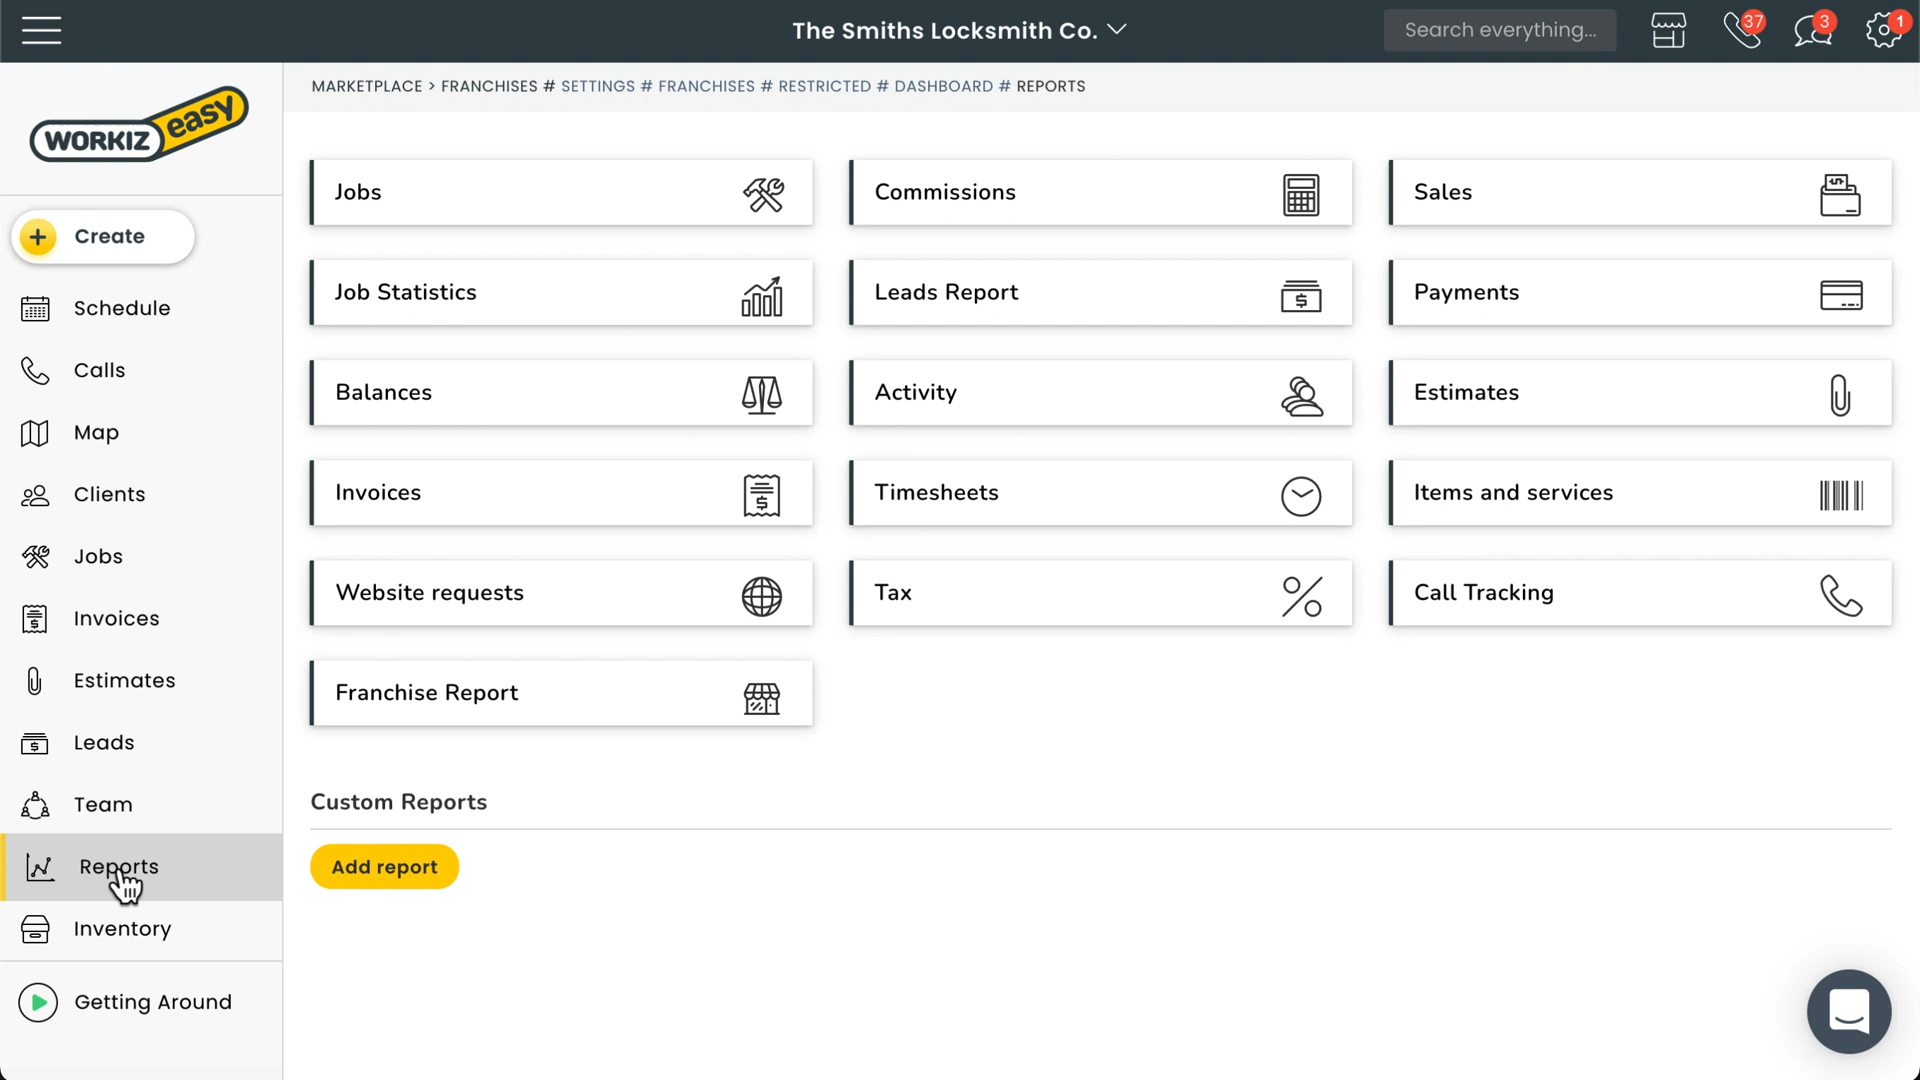 The Smiths Locksmith Co.
Search everything...
37
3
1
WORKIZ easy
MARKETPLACE > FRANCHISES # SETTINGS # FRANCHISES # RESTRICTED # DASHBOARD # REPORTS
Create
Schedule
Calls
Map
Clients
Jobs
Invoices
Estimates
Leads
Team
Reports
Inventory
Getting Around
Jobs
Commissions
Sales
Job Statistics
Leads Report
Payments
Balances
Activity
Estimates
Invoices
Timesheets
Items and services
Website requests
Tax
Call Tracking
Franchise Report
Custom Reports
Add report